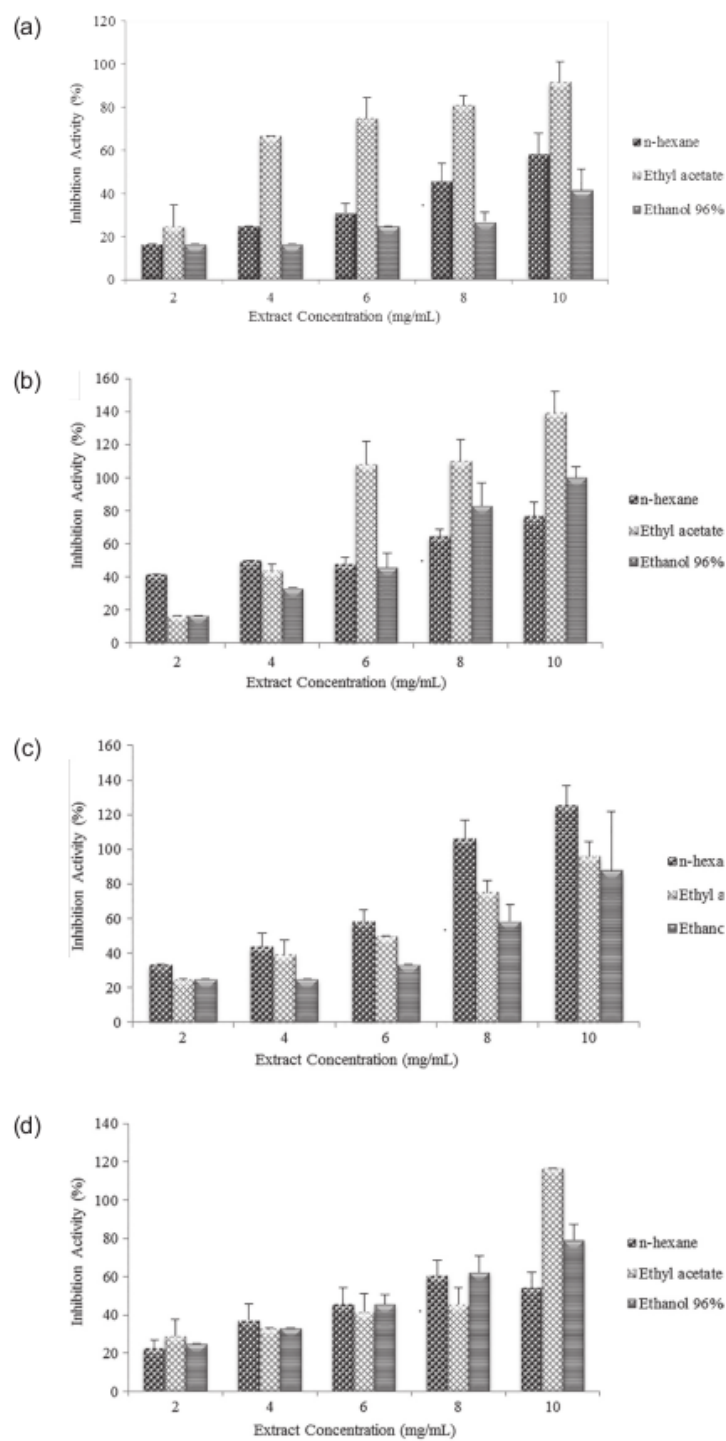 (a)
120
100
80
60
40
20
0
Inhibition Activity (%)
2 4 6 8 10
Extract Concentration (mg/mL)
n-hexane
Ethyl acetate
Ethanol 96%
(b)
160
140
120
100
80
60
40
20
0
Inhibition Activity (%)
2 4 6 8 10
Extract Concentration (mg/mL)
n-hexane
Ethyl acetate
Ethanol 96%
(c)
160
140
120
100
80
60
40
20
0
Inhibition Activity (%)
2 4 6 8 10
Extract Concentration (mg/mL)
n-hexa
Ethyl a
Ethanc
(d)
140
120
100
80
60
40
20
0
Inhibition Activity (%)
2 4 6 8 10
Extract Concentration (mg/mL)
n-hexane
Ethyl acetate
Ethanol 96%